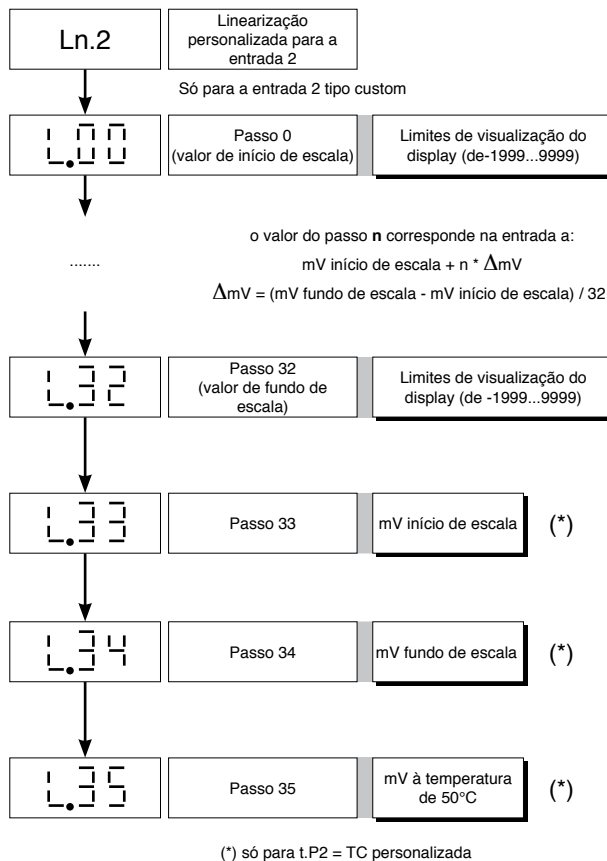 Ln.2
Linearização
personalizada para a
entrada 2
Só para a entrada 2 tipo custom
L.00
Passo 0
(valor de início de escala)
Limites de visualização do
display (de-1999...9999)
.......
o valor do passo n corresponde na entrada a:
mV início de escala + n * ΔmV
ΔmV = (mV fundo de escala - mV início de escala) / 32
L.32
Passo 32
(valor de fundo de
escala)
Limites de visualização do
display (de -1999...9999)
L.33
Passo 33
mV início de escala
(*)
L.34
Passo 34
mV fundo de escala
(*)
L.35
Passo 35
mV à temperatura
de 50°C
(*)
(*) só para t.P2 = TC personalizada